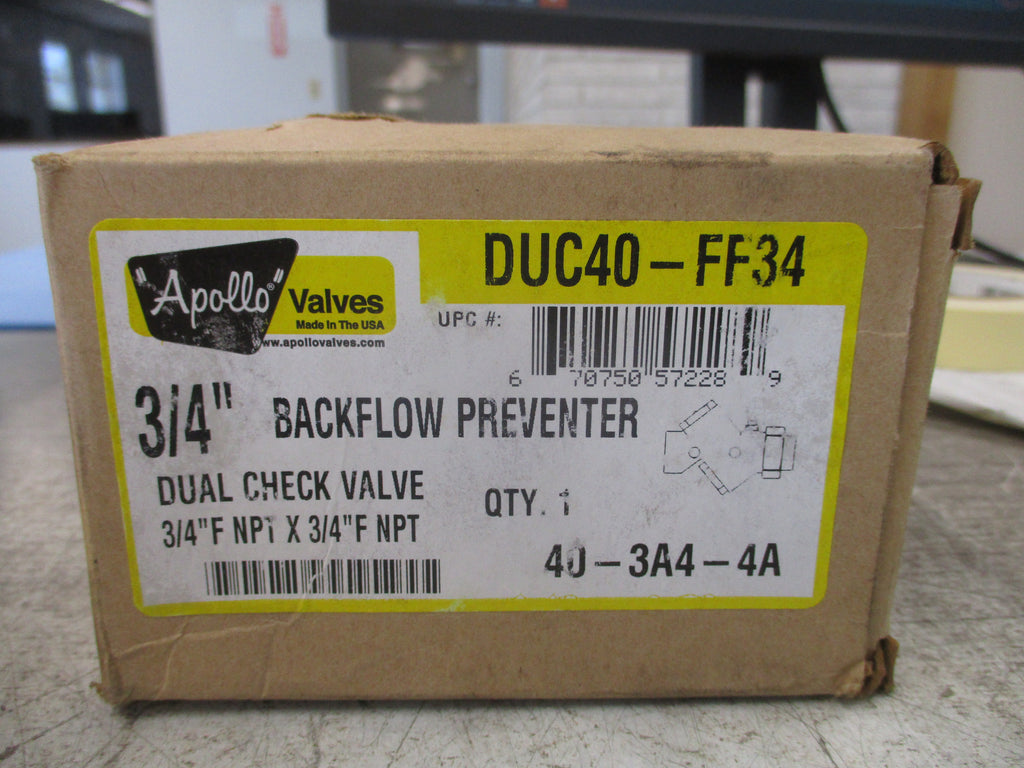 DUC40-FF34
"Apollo"® Valves
Made In The USA
www.apollovalves.com
UPC #:
6 70750 57228 9
3/4" BACKFLOW PREVENTER
DUAL CHECK VALVE
3/4"F NPT X 3/4"F NPT
QTY. 1
40-3A4-4A